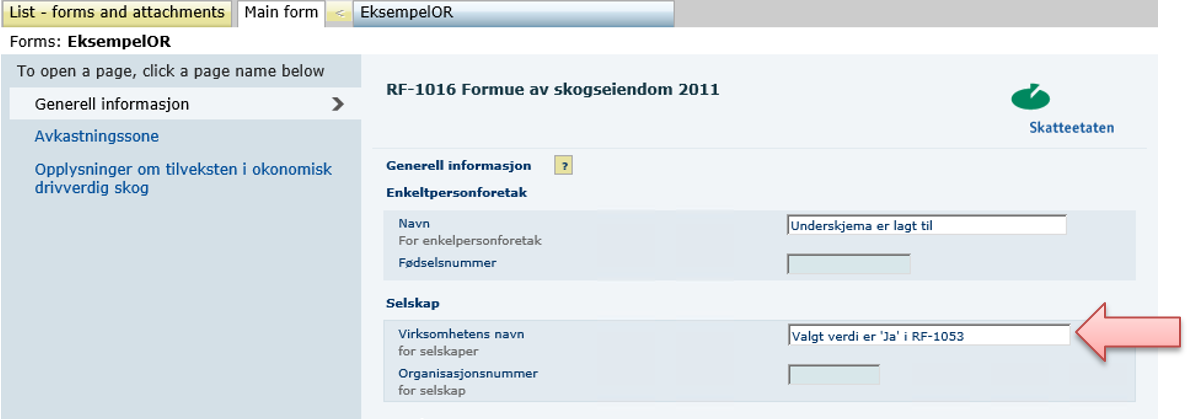 List - forms and attachments
Main form
<
EksempelOR
Forms: EksempelOR
To open a page, click a page name below
Generell informasjon
Avkastningssone
Opplysninger om tilveksten i okonomisk
drivverdig skog
RF-1016 Formue av skogseiendom 2011
Skatteetaten
Generell informasjon ?
Enkeltpersonforetak
Navn
For enkelpersonforetak
Underskjema er lagt til
Fødselsnummer
Selskap
Virksomhetens navn
for selskaper
Valgt verdi er 'Ja' i RF-1053
Organisasjonsnummer
for selskap